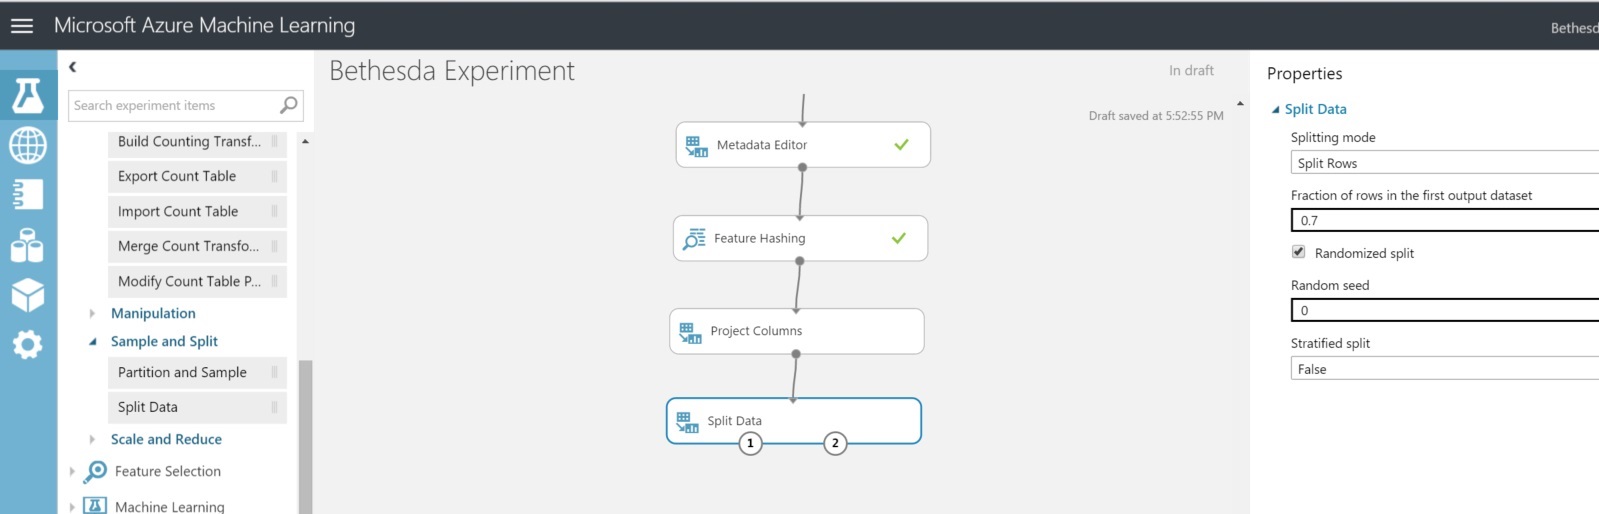 Microsoft Azure Machine Learning
Bethesd
Search experiment items
Build Counting Transf...
Export Count Table
Import Count Table
Merge Count Transfo...
Modify Count Table P...
Manipulation
Sample and Split
Partition and Sample
Split Data
Scale and Reduce
Feature Selection
Machine Learning
Bethesda Experiment
In draft
Draft saved at 5:52:55 PM
Metadata Editor
Feature Hashing
Project Columns
Split Data
1 2
Properties
Split Data
Splitting mode
Split Rows
Fraction of rows in the first output dataset
0.7
Randomized split
Random seed
0
Stratified split
False